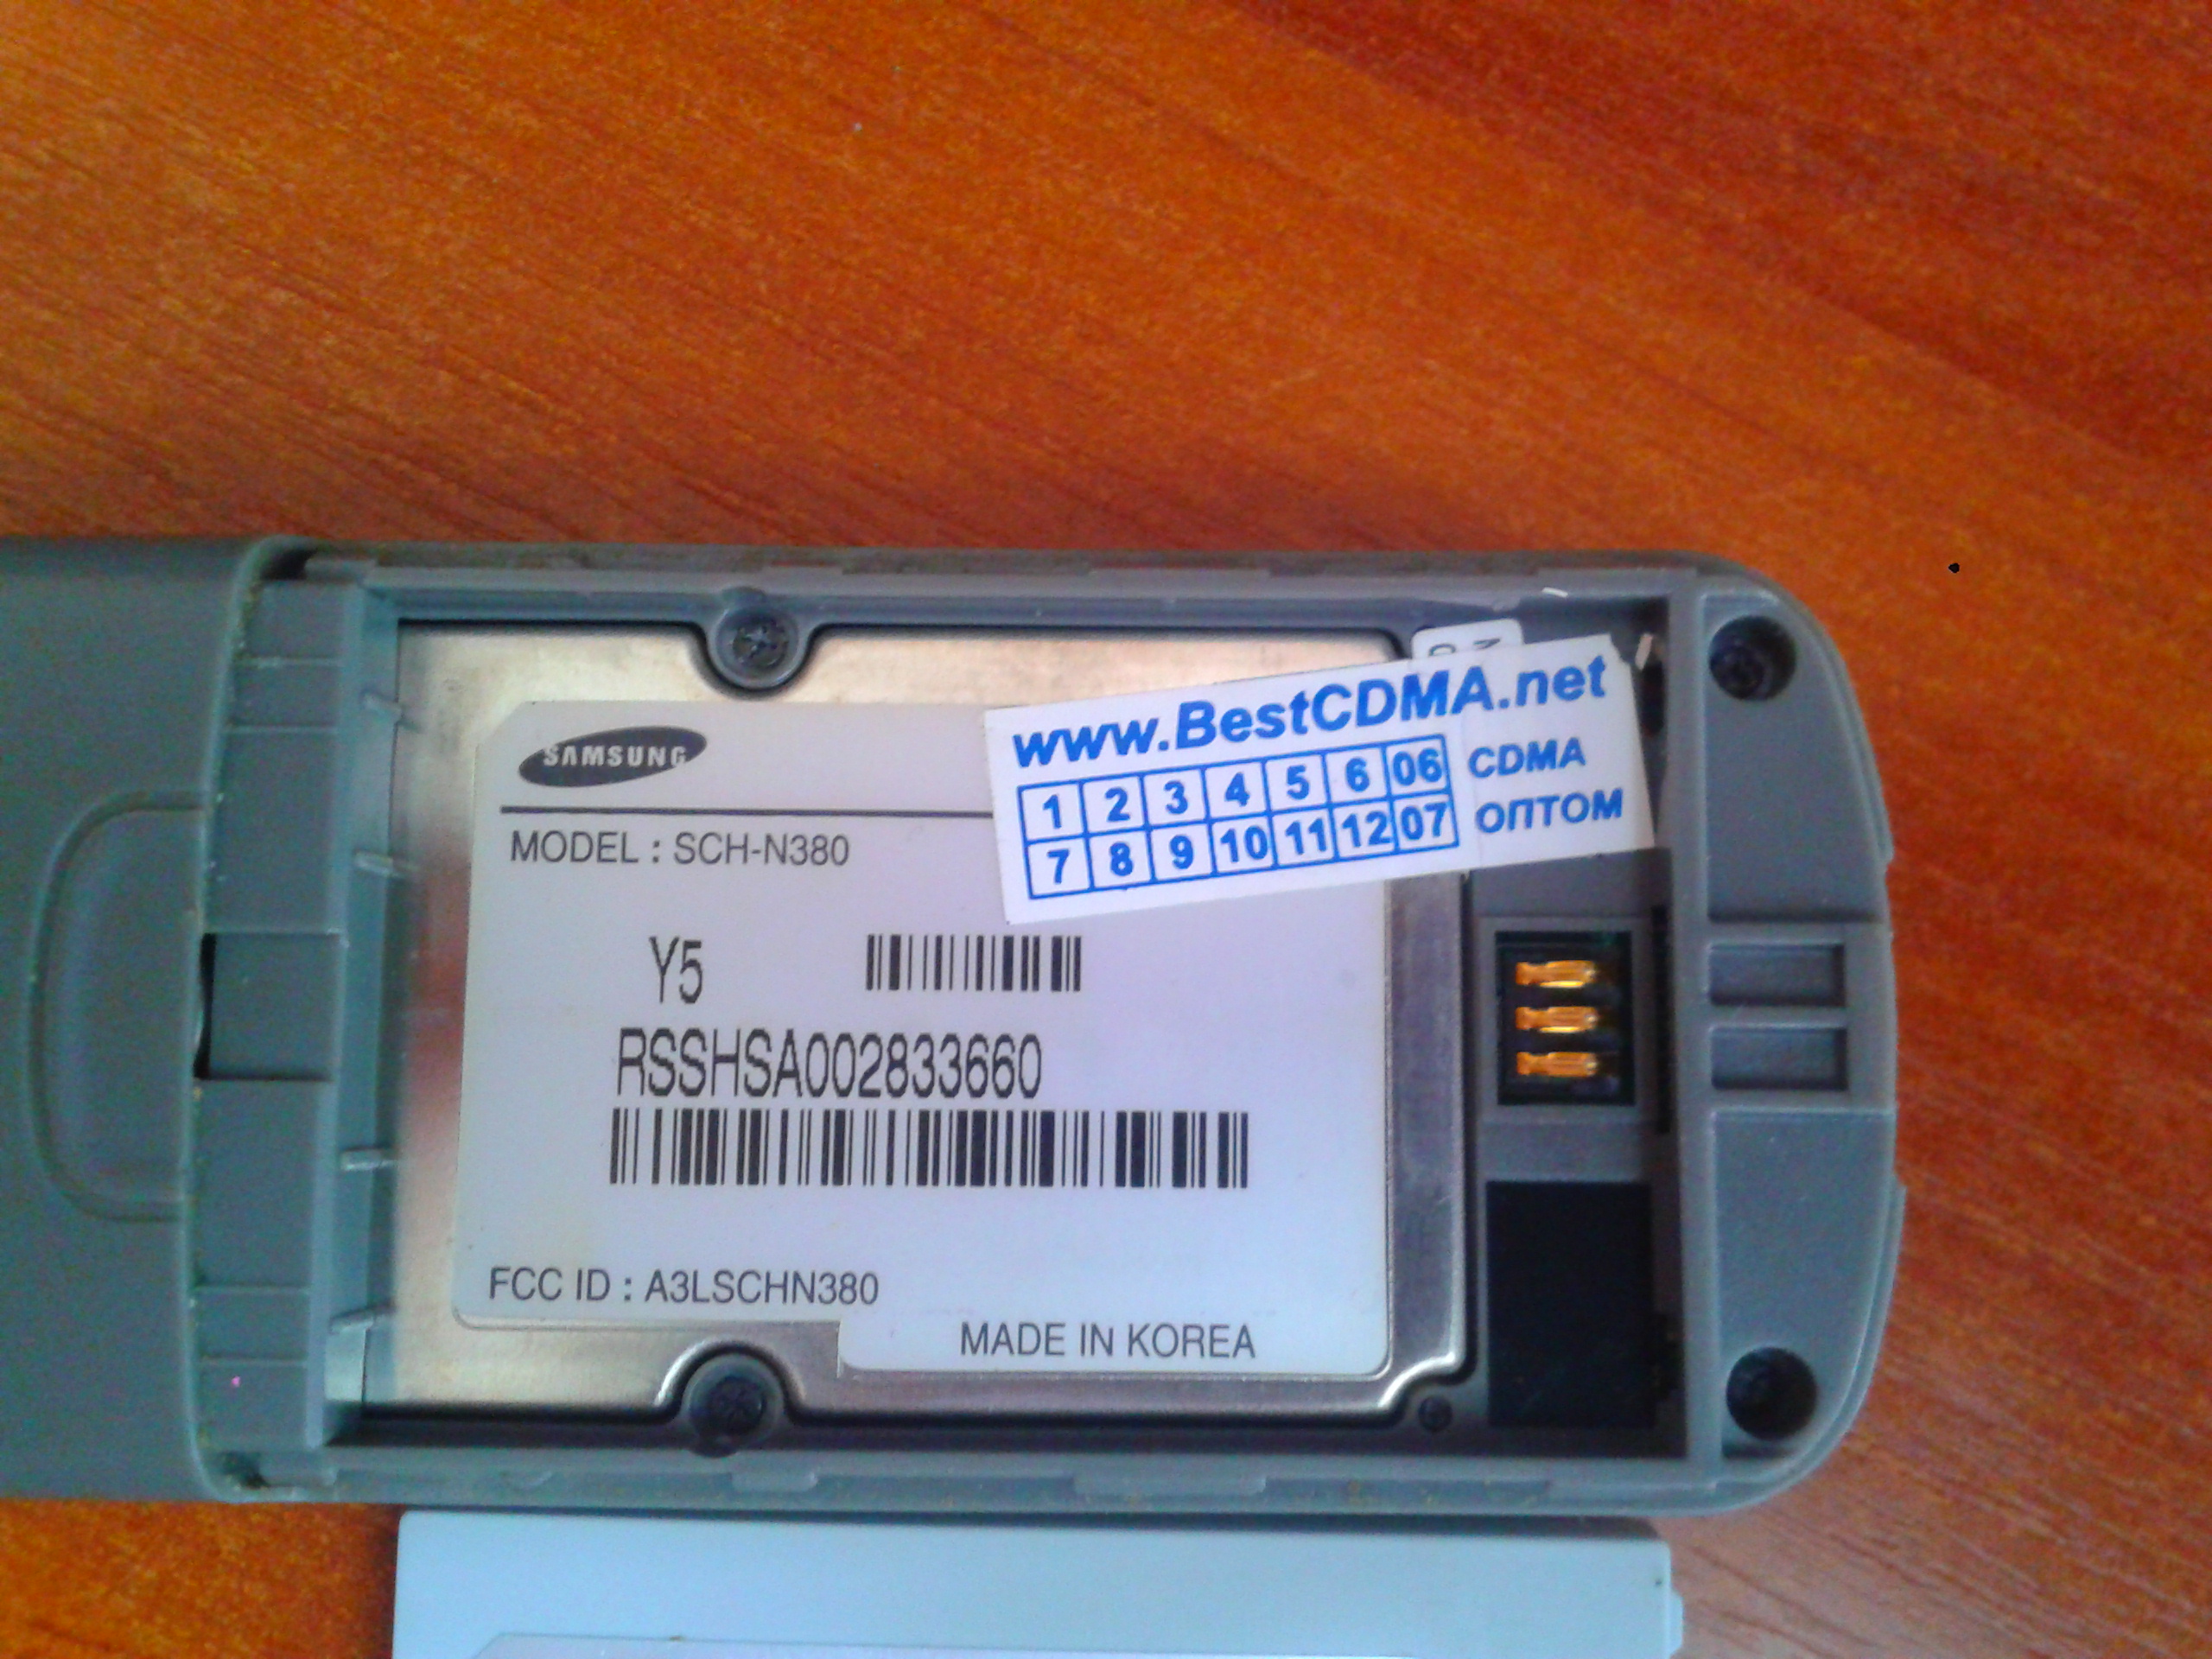 SAMSUNG
www.BestCDMA.net
1 2 3 4 5 6 06 CDMA
7 8 9 10 11 12 07 ОПТОМ
MODEL : SCH-N380
Y5
RSSHSA002833660
FCC ID : A3LSCHN380
MADE IN KOREA